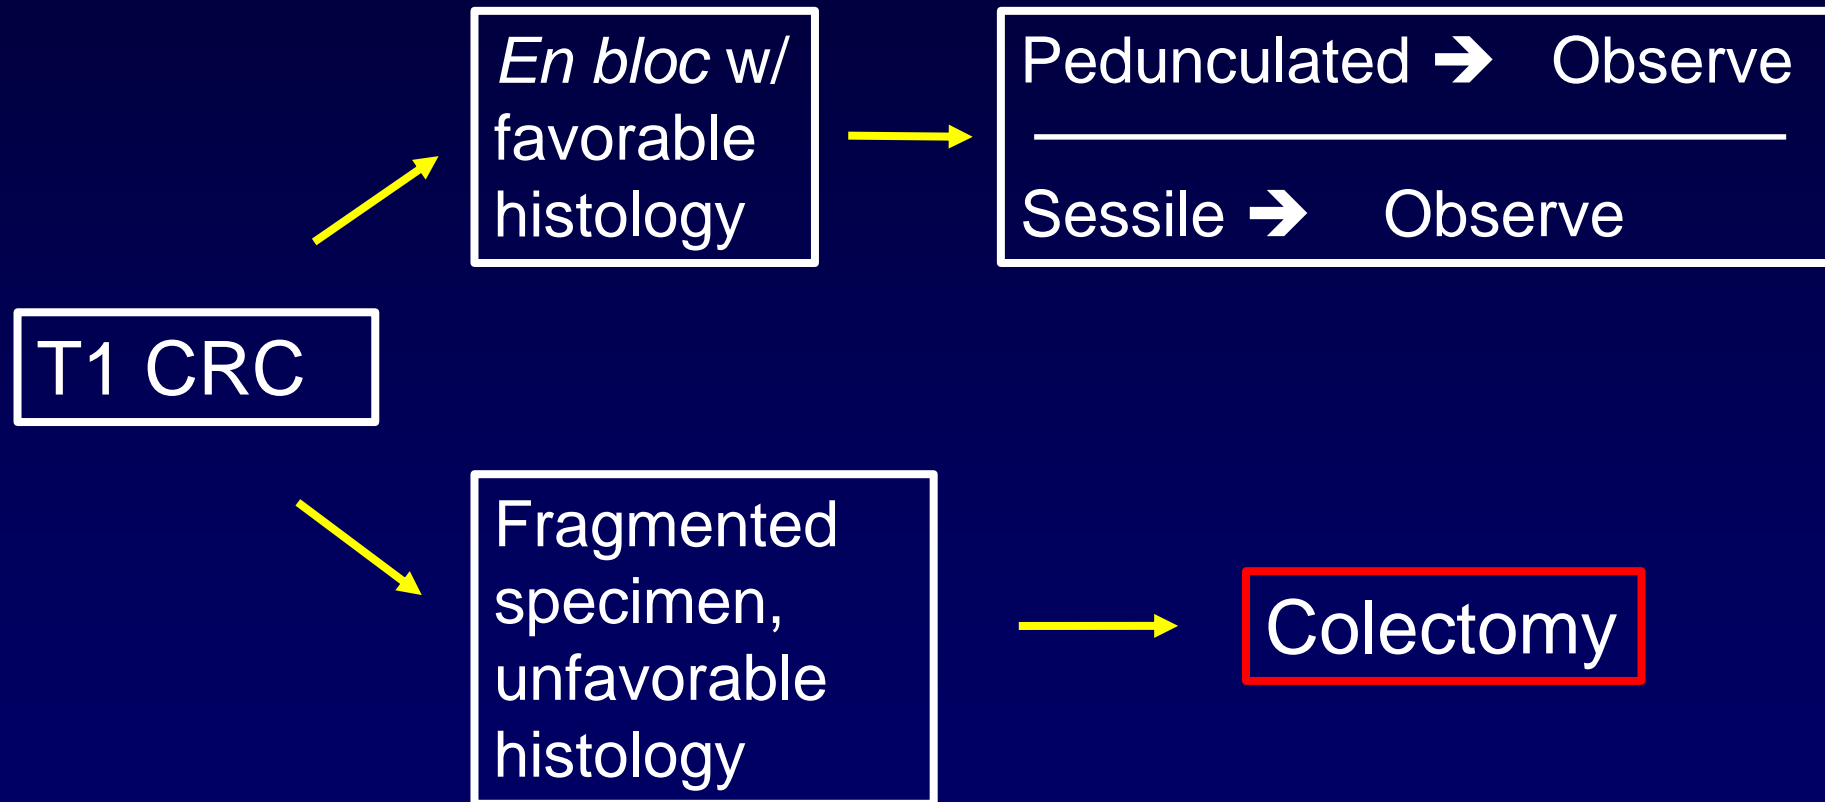 En bloc w/
favorable
histology
Pedunculated ➔ Observe
Sessile ➔ Observe
T1 CRC
Fragmented
specimen,
unfavorable
histology
Colectomy